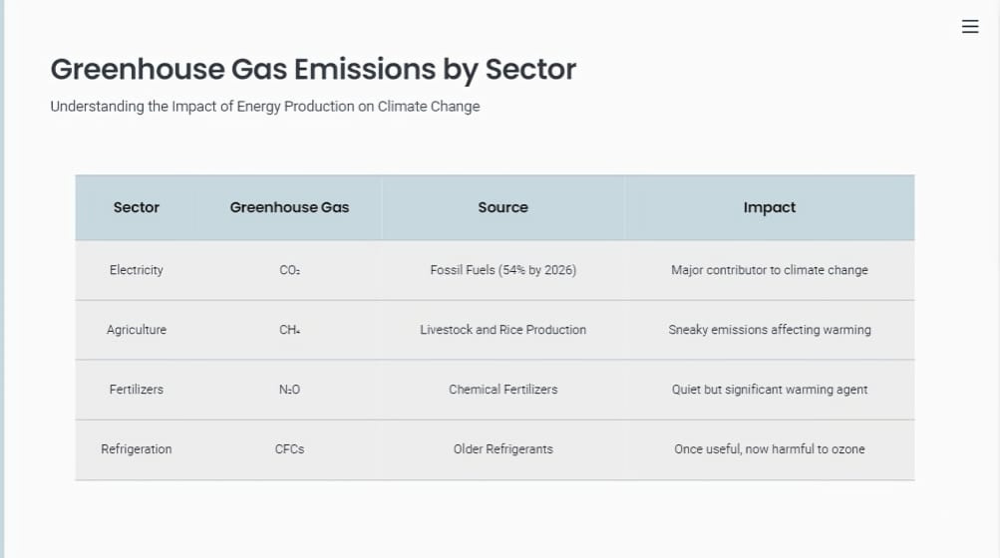 Greenhouse Gas Emissions by Sector
Understanding the Impact of Energy Production on Climate Change
Sector Greenhouse Gas Source Impact
Electricity CO₂ Fossil Fuels (54% by 2026) Major contributor to climate change
Agriculture CH₄ Livestock and Rice Production Sneaky emissions affecting warming
Fertilizers N₂O Chemical Fertilizers Quiet but significant warming agent
Refrigeration CFCs Older Refrigerants Once useful, now harmful to ozone